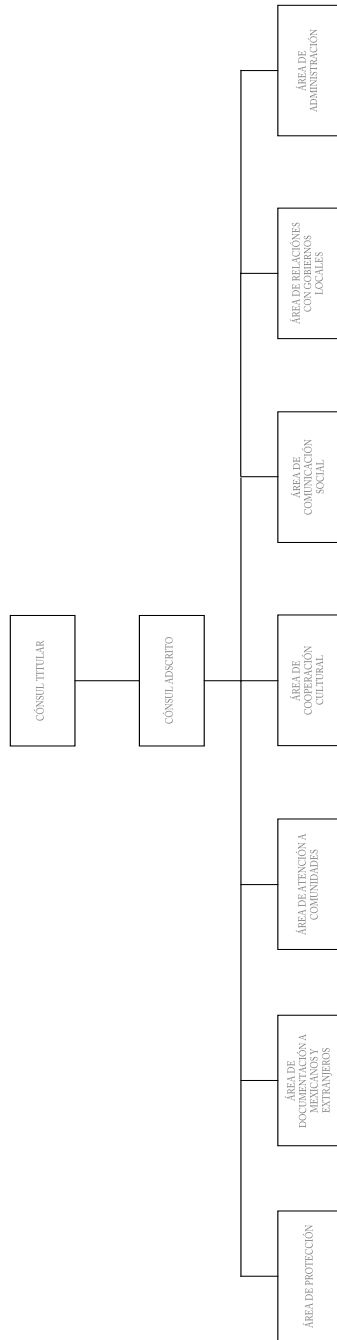 CÓNSUL TITULAR
CÓNSUL ADSCRITO
ÁREA DE PROTECCIÓN
ÁREA DE
DOCUMENTACIÓN A
MEXICANOS Y
EXTRANJEROS
ÁREA DE ATENCIÓN A
COMUNIDADES
ÁREA DE
COOPERACIÓN
CULTURAL
ÁREA DE
COMUNICACIÓN
SOCIAL
ÁREA DE RELACIÓNES
CON GOBIERNOS
LOCALES
ÁREA DE
ADMINISTRACIÓN